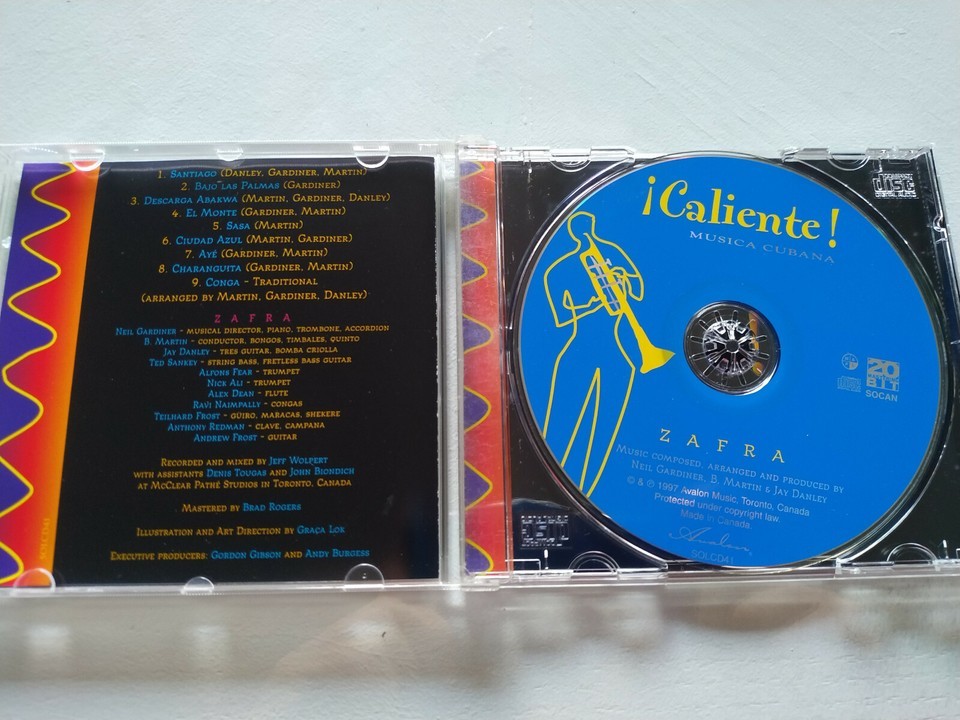 1. Santiago (Danley, Gardiner, Martin)
2. Bajo Las Palmas (Gardiner)
3. Descarga Abakwa (Martin, Gardiner, Danley)
4. El Monte (Gardiner, Martin)
5. Sasa (Martin)
6. Ciudad Azul (Martin, Gardiner)
7. Ayé (Gardiner, Martin)
8. Charanguita (Gardiner, Martin)
9. Conga - Traditional
(arranged by Martin, Gardiner, Danley)
ZAFRA
Neil Gardiner - musical director, piano, trombone, accordion
B. Martin - conductor, bongos, timbales, quinto
Jay Danley - tres guitar, bomba criolla
Ted Sankey - string bass, fretless bass guitar
Alfons Fear - trumpet
Nick Ali - trumpet
Alex Dean - flute
Ravi Naimpally - congas
Teilhard Frost - güiro, maracas, shekere
Anthony Redman - clave, campana
Andrew Frost - guitar
Recorded and mixed by Jeff Wolpert
with assistants Denis Tougas and John Biondich
at McClear Pathé Studios in Toronto, Canada
Mastered by Brad Rogers
Illustration and Art Direction by Graça Lor
Executive producers: Gordon Gibson and Andy Burgess
SOLCD41
¡Caliente!
MUSICA CUBANA
20
BIT
SOCAN
ZAFRA
Music composed, arranged and produced by
Neil Gardiner, B. Martin & Jay Danley
© & ℗ 1997 Avalon Music, Toronto, Canada
Protected under copyright law.
Made in Canada.
Avalon
SOLCD41
disc